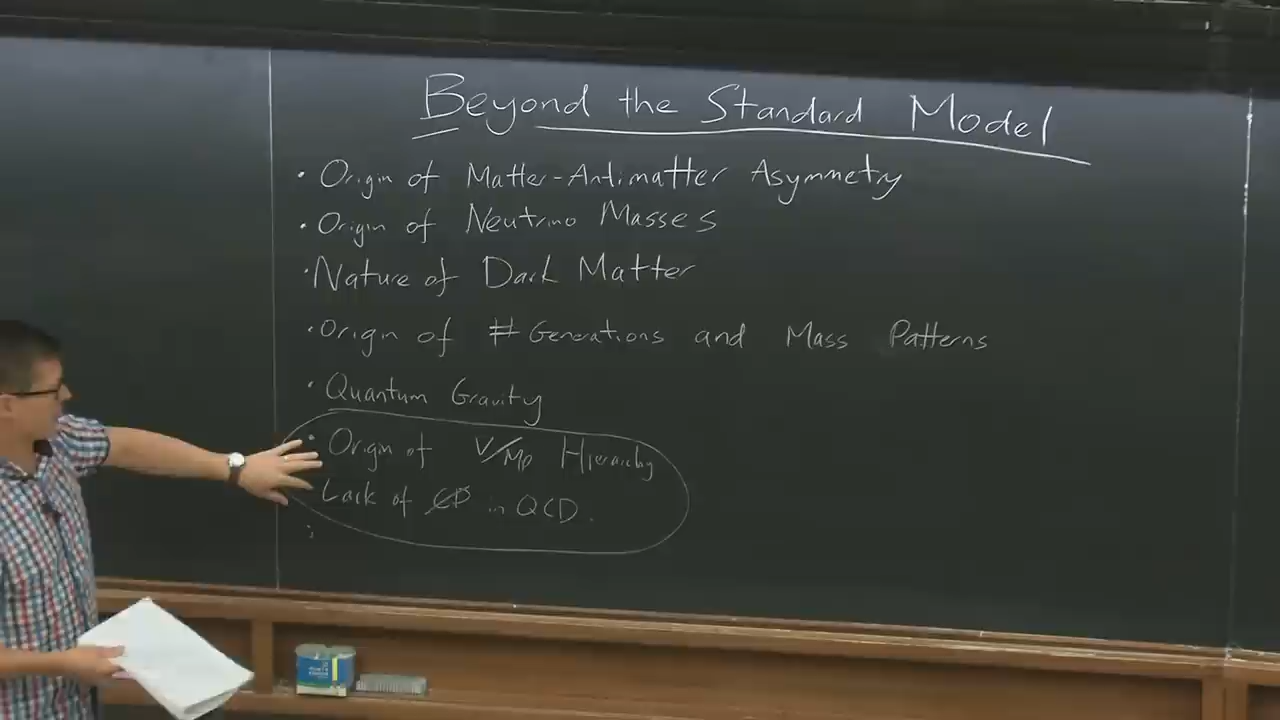 Beyond the Standard Model
• Origin of Matter-Antimatter Asymmetry
• Origin of Neutrino Masses
• Nature of Dark Matter
• Origin of # Generations and Mass Patterns
• Quantum Gravity
• Origin of V/Mp Hierarchy
• Lack of C̸P̸ in QCD.